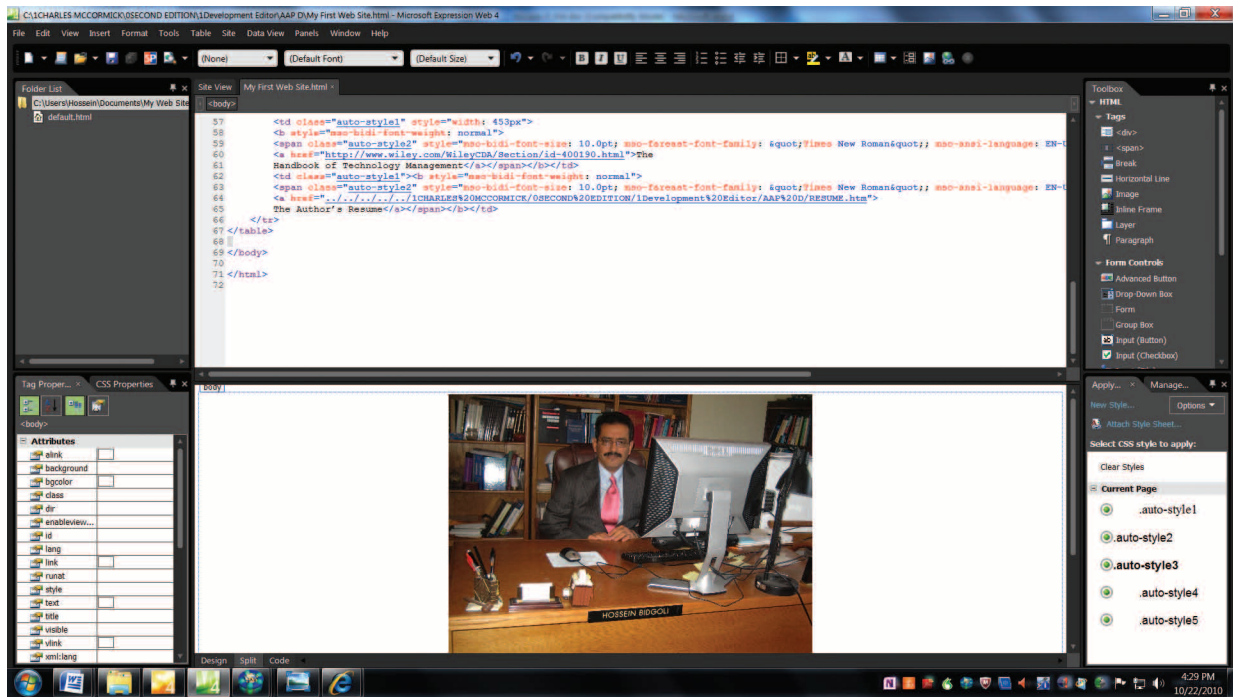 C:\1CHARLES MCCORMICK\0SECOND EDITION\1Development Editor\AAP D\My First Web Site.html - Microsoft Expression Web 4
File Edit View Insert Format Tools Table Site Data View Panels Window Help
(None) (Default Font) (Default Size) B I U
Folder List
C:\Users\Hossein\Documents\My Web Site
default.html
Site View My First Web Site.html
<body>
57 <td class="auto-style1" style="width: 453px">
58 <b style="mso-bidi-font-weight: normal">
59 <span class="auto-style2" style="mso-bidi-font-size: 10.0pt; mso-fareast-font-family: &quot;Times New Roman&quot;; mso-ansi-language: EN-U
60 <a href="http://www.wiley.com/WileyCDA/Section/id-400190.html">The
61 Handbook of Technology Management</a></span></b></td>
62 <td class="auto-style1"><b style="mso-bidi-font-weight: normal">
63 <span class="auto-style2" style="mso-bidi-font-size: 10.0pt; mso-fareast-font-family: &quot;Times New Roman&quot;; mso-ansi-language: EN-U
64 <a href="../../../../1CHARLES%20MCCORMICK/0SECOND%20EDITION/1Development%20Editor/AAP%20D/RESUME.htm">
65 The Author's Resume</a></span></b></td>
66 </tr>
67 </table>
68
69 </body>
70
71 </html>
72
Toolbox
HTML
Tags
<div>
<span>
Break
Horizontal Line
Image
Inline Frame
Layer
Paragraph
Form Controls
Advanced Button
Drop-Down Box
Form
Group Box
Input (Button)
Input (Checkbox)
Tag Proper... CSS Properties
<body>
Attributes
alink
background
bgcolor
class
dir
enableview...
id
lang
link
runat
style
text
title
visible
vlink
xml:lang
body
HOSSEIN BIDGOLI
Design Split Code
Apply... Manage...
New Style... Options
Attach Style Sheet...
Select CSS style to apply:
Clear Styles
Current Page
.auto-style1
.auto-style2
.auto-style3
.auto-style4
.auto-style5
4:29 PM
10/22/2010